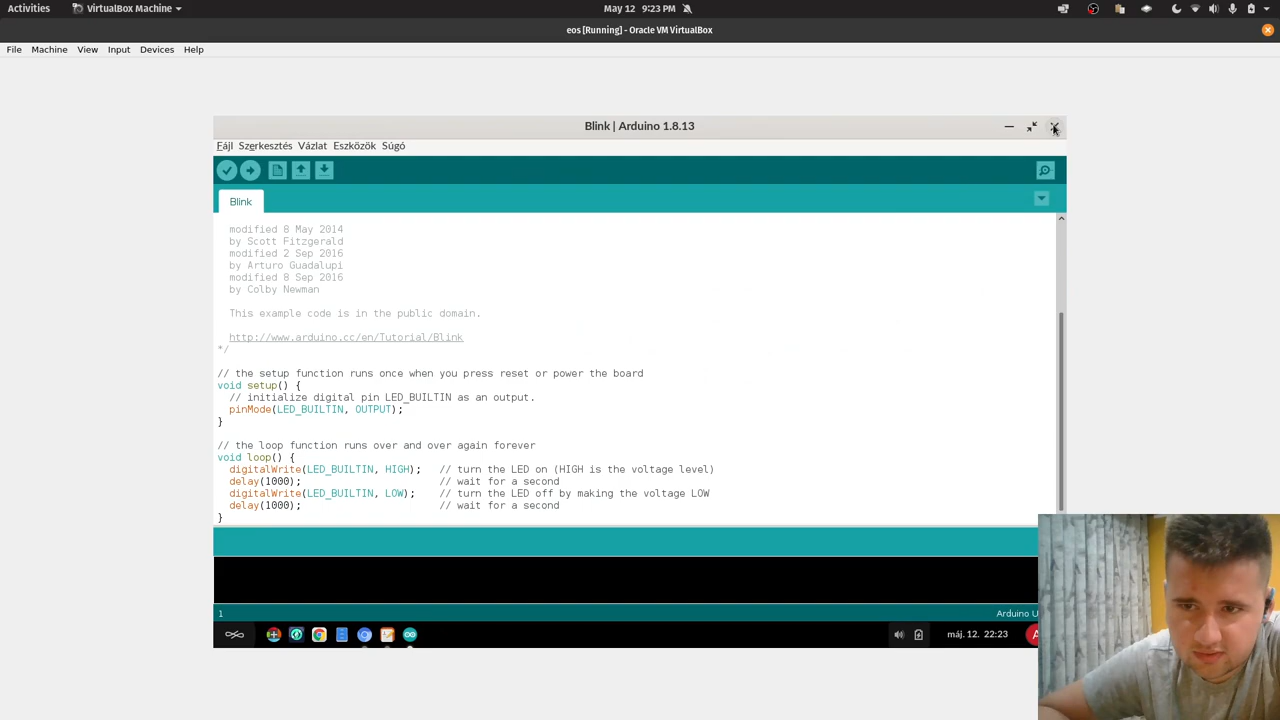 Activities VirtualBox Machine May 12 9:23 PM
eos [Running] - Oracle VM VirtualBox
File Machine View Input Devices Help
Blink | Arduino 1.8.13
Fájl Szerkesztés Vázlat Eszközök Súgó
Blink
modified 8 May 2014
by Scott Fitzgerald
modified 2 Sep 2016
by Arturo Guadalupi
modified 8 Sep 2016
by Colby Newman
This example code is in the public domain.
http://www.arduino.cc/en/Tutorial/Blink
*/
// the setup function runs once when you press reset or power the board
void setup() {
// initialize digital pin LED_BUILTIN as an output.
pinMode(LED_BUILTIN, OUTPUT);
}
// the loop function runs over and over again forever
void loop() {
digitalWrite(LED_BUILTIN, HIGH); // turn the LED on (HIGH is the voltage level)
delay(1000); // wait for a second
digitalWrite(LED_BUILTIN, LOW); // turn the LED off by making the voltage LOW
delay(1000); // wait for a second
}
1 Arduino U
máj. 12. 22:23